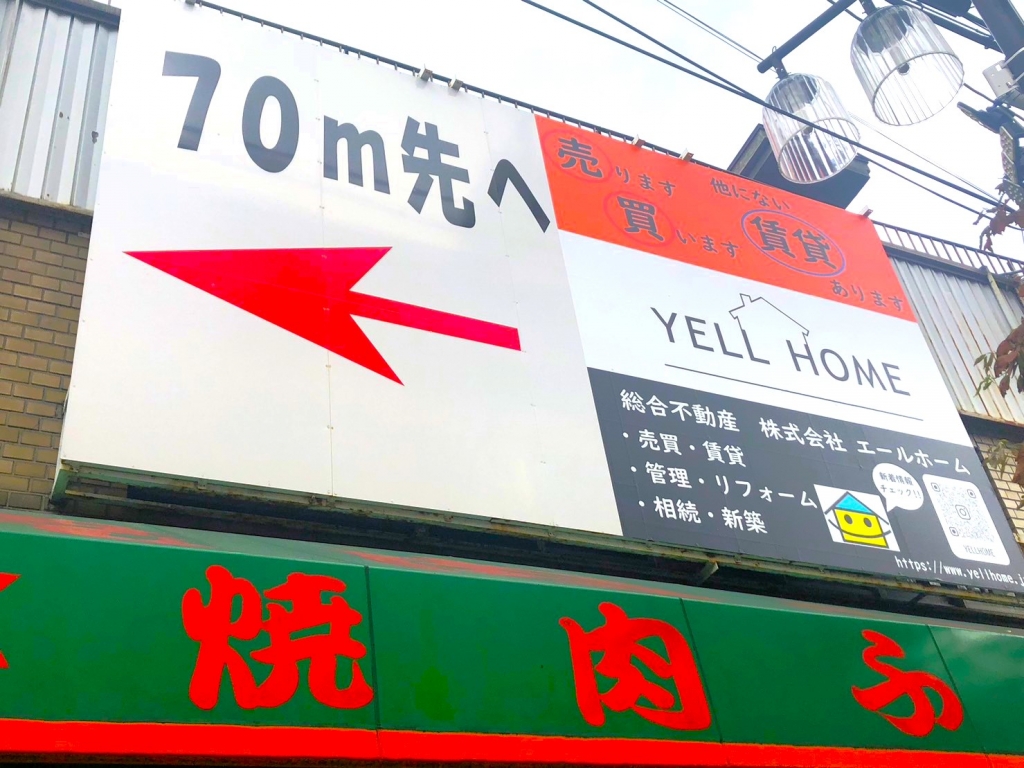 70m先へ
売ります 他にない
買います 賃貸
あります
YELL HOME
総合不動産 株式会社 エールホーム
・売買・賃貸
・管理・リフォーム
・相続・新築
新着情報
チェック!!
YELLHOME
https://www.yellhome.j
焼肉ふ